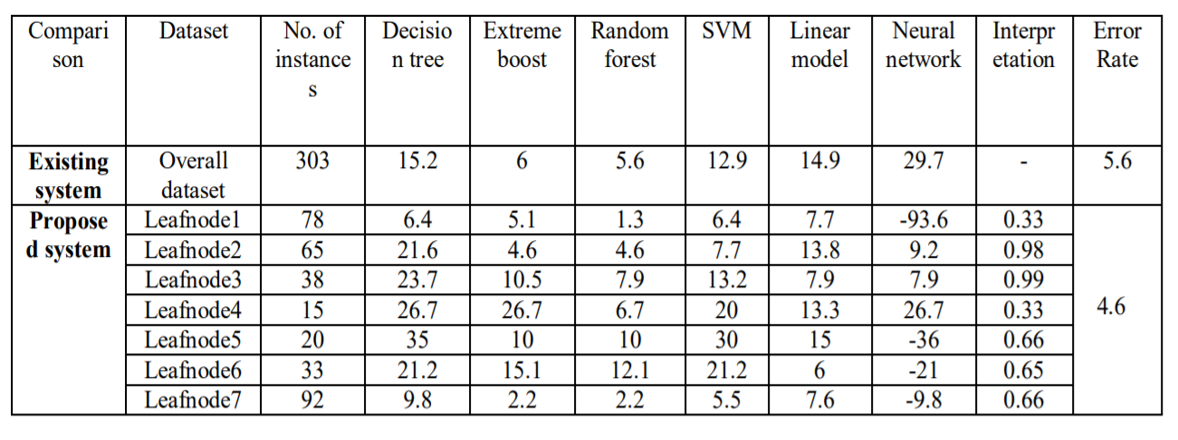 Compari Dataset No. of Decisio Extreme Random SVM Linear Neural Interpr Error
son instance n tree boost forest model network etation Rate
s
Existing Overall 303 15.2 6 5.6 12.9 14.9 29.7 - 5.6
system dataset
Propose Leafnode1 78 6.4 5.1 1.3 6.4 7.7 -93.6 0.33
d system Leafnode2 65 21.6 4.6 4.6 7.7 13.8 9.2 0.98
Leafnode3 38 23.7 10.5 7.9 13.2 7.9 7.9 0.99
Leafnode4 15 26.7 26.7 6.7 20 13.3 26.7 0.33 4.6
Leafnode5 20 35 10 10 30 15 -36 0.66
Leafnode6 33 21.2 15.1 12.1 21.2 6 -21 0.65
Leafnode7 92 9.8 2.2 2.2 5.5 7.6 -9.8 0.66